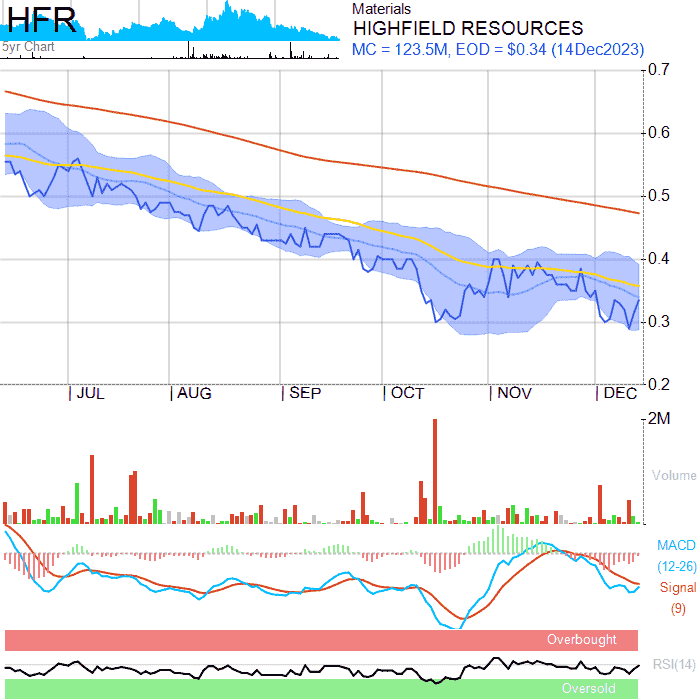 HFR
5yr Chart
Materials
HIGHFIELD RESOURCES
MC = 123.5M, EOD = $0.34 (14Dec2023)
0.7
0.6
0.5
0.4
0.3
0.2
JUL AUG SEP OCT NOV DEC
2M
Volume
MACD
(12-26)
Signal
(9)
Overbought
RSI(14)
Oversold